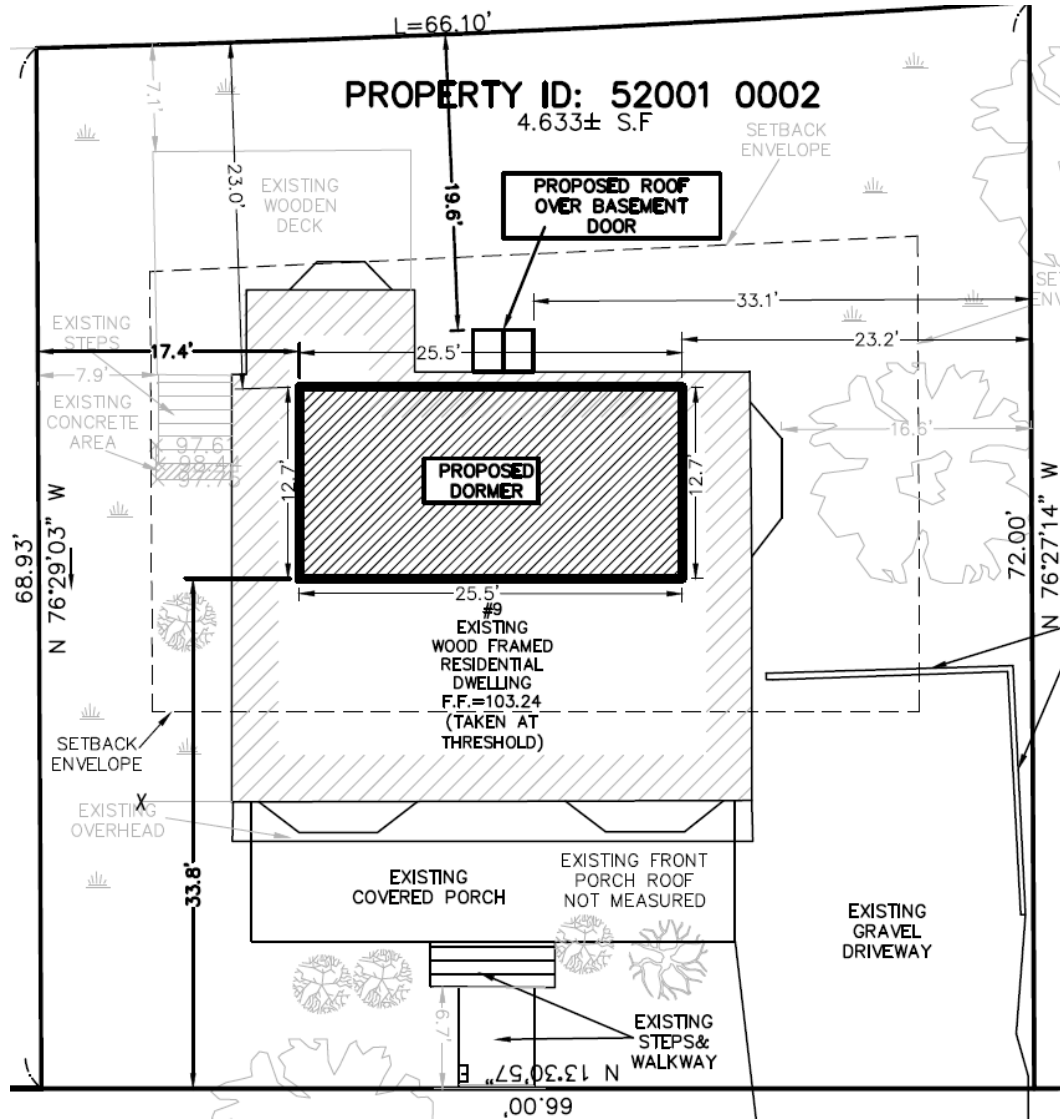 L=66.10'
PROPERTY ID: 52001 0002
4.633± S.F
7.1'
23.0'
19.6'
SETBACK
ENVELOPE
EXISTING
WOODEN
DECK
PROPOSED ROOF
OVER BASEMENT
DOOR
33.1'
EXISTING
STEPS
17.4'
25.5'
23.2'
7.9'
EXISTING
CONCRETE
AREA
16.6'
12.7'
PROPOSED
DORMER
12.7'
68.93'
N 76°29'03" W
72.00'
N 76°27'14" W
25.5'
#9
EXISTING
WOOD FRAMED
RESIDENTIAL
DWELLING
F.F.=103.24
(TAKEN AT
THRESHOLD)
SETBACK
ENVELOPE
X
EXISTING
OVERHEAD
33.8'
EXISTING
COVERED PORCH
EXISTING FRONT
PORCH ROOF
NOT MEASURED
EXISTING
GRAVEL
DRIVEWAY
6.7'
EXISTING
STEPS&
WALKWAY
N 13°30'57" E
66.00'